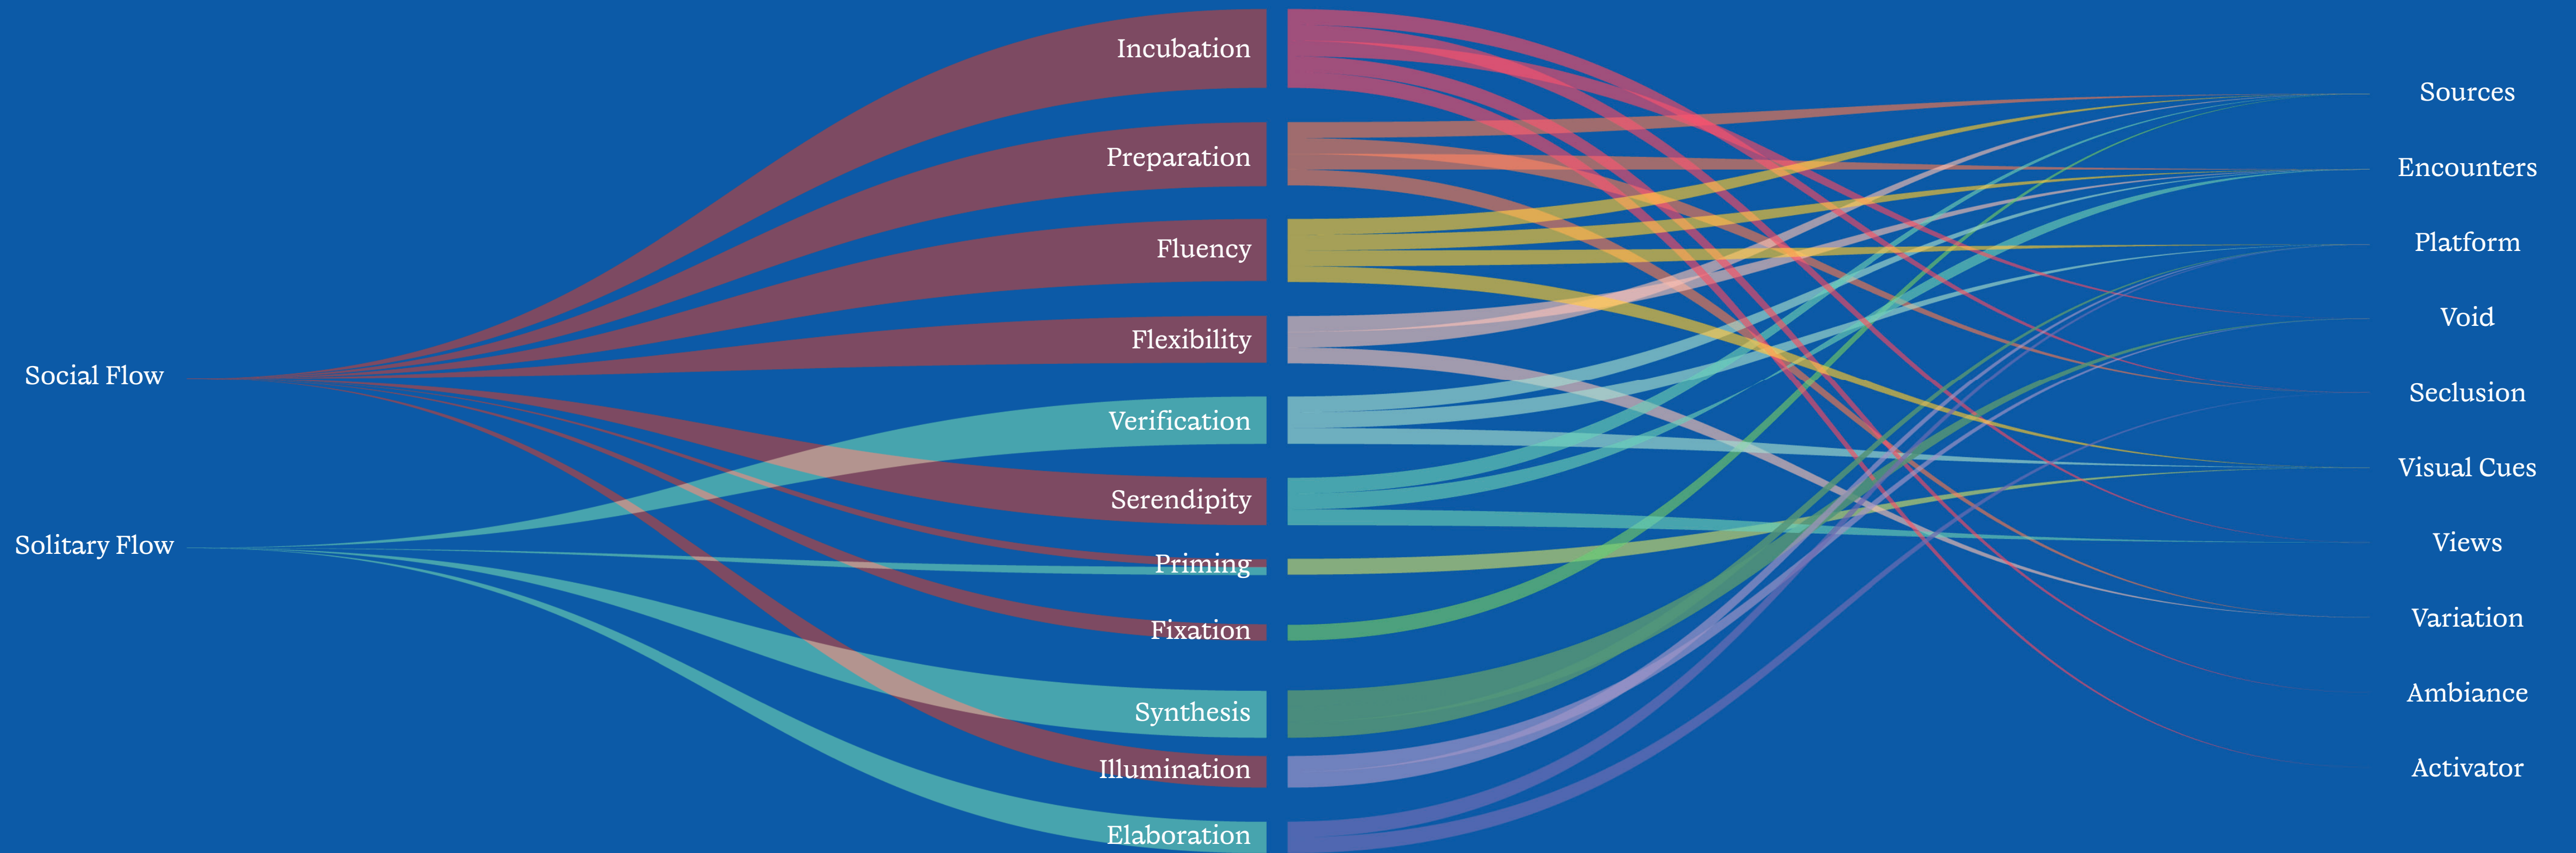 Social Flow
Solitary Flow
Incubation
Preparation
Fluency
Flexibility
Verification
Serendipity
Priming
Fixation
Synthesis
Illumination
Elaboration
Sources
Encounters
Platform
Void
Seclusion
Visual Cues
Views
Variation
Ambiance
Activator